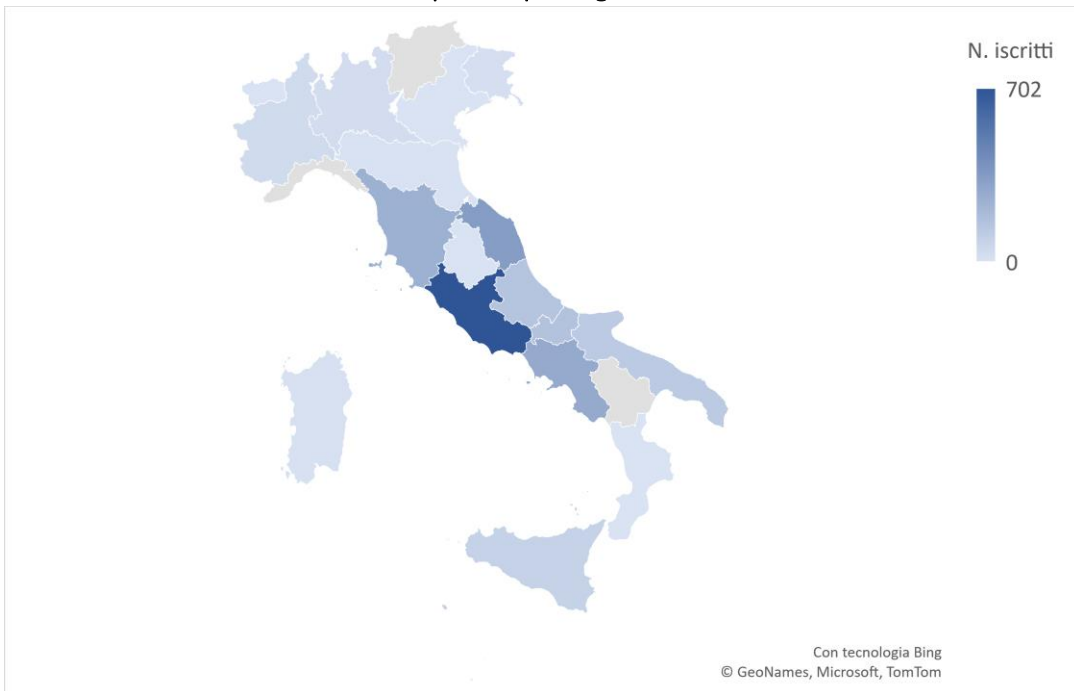 N. iscritti
702
0
Con tecnologia Bing
© GeoNames, Microsoft, TomTom